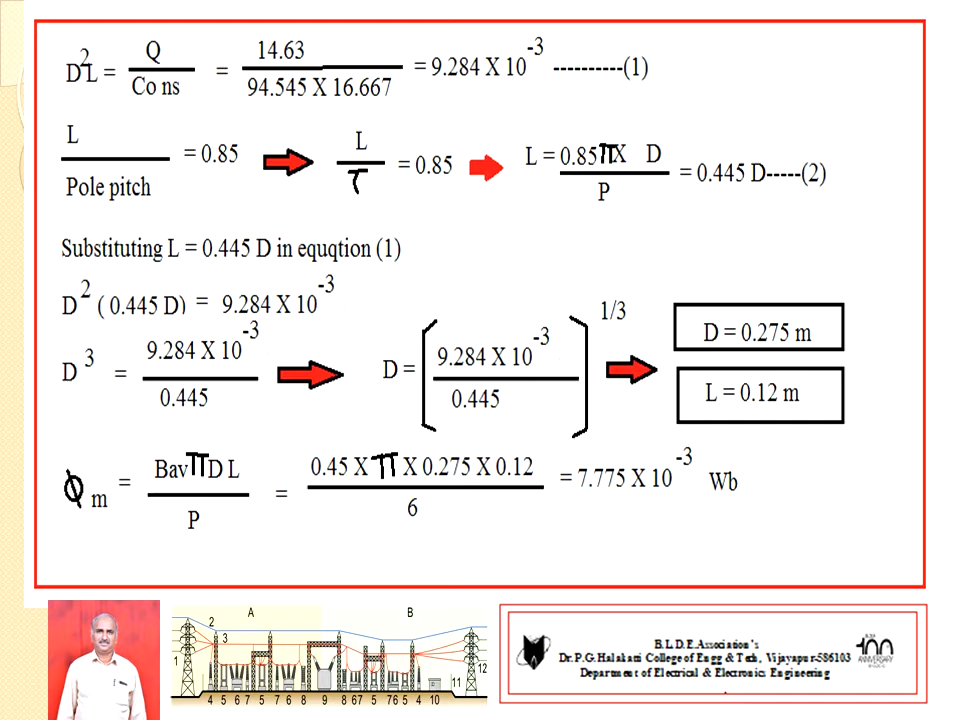 D²L = Q / Co ns = 14.63 / 94.545 X 16.667 = 9.284 X 10⁻³ ----------(1)
L / Pole pitch = 0.85 L / τ = 0.85 L = 0.85 π X D / P = 0.445 D-----(2)
Substituting L = 0.445 D in equqtion (1)
D² ( 0.445 D) = 9.284 X 10⁻³
D³ = 9.284 X 10⁻³ / 0.445 D = [ 9.284 X 10⁻³ / 0.445 ] 1/3 D = 0.275 m
L = 0.12 m
Φm = Bav π D L / P = 0.45 X π X 0.275 X 0.12 / 6 = 7.775 X 10⁻³ Wb
A B
2
3
1
12
11
4 5 6 7 5 7 6 8 9 8 6 7 5 7 6 5 4 10
B.L.D.E.Association's
Dr.P.G.Halakatti College of Engg & Tech, Vijayapur-586103
Department of Electrical & Electronics Engineering
100
ANNIVERSARY